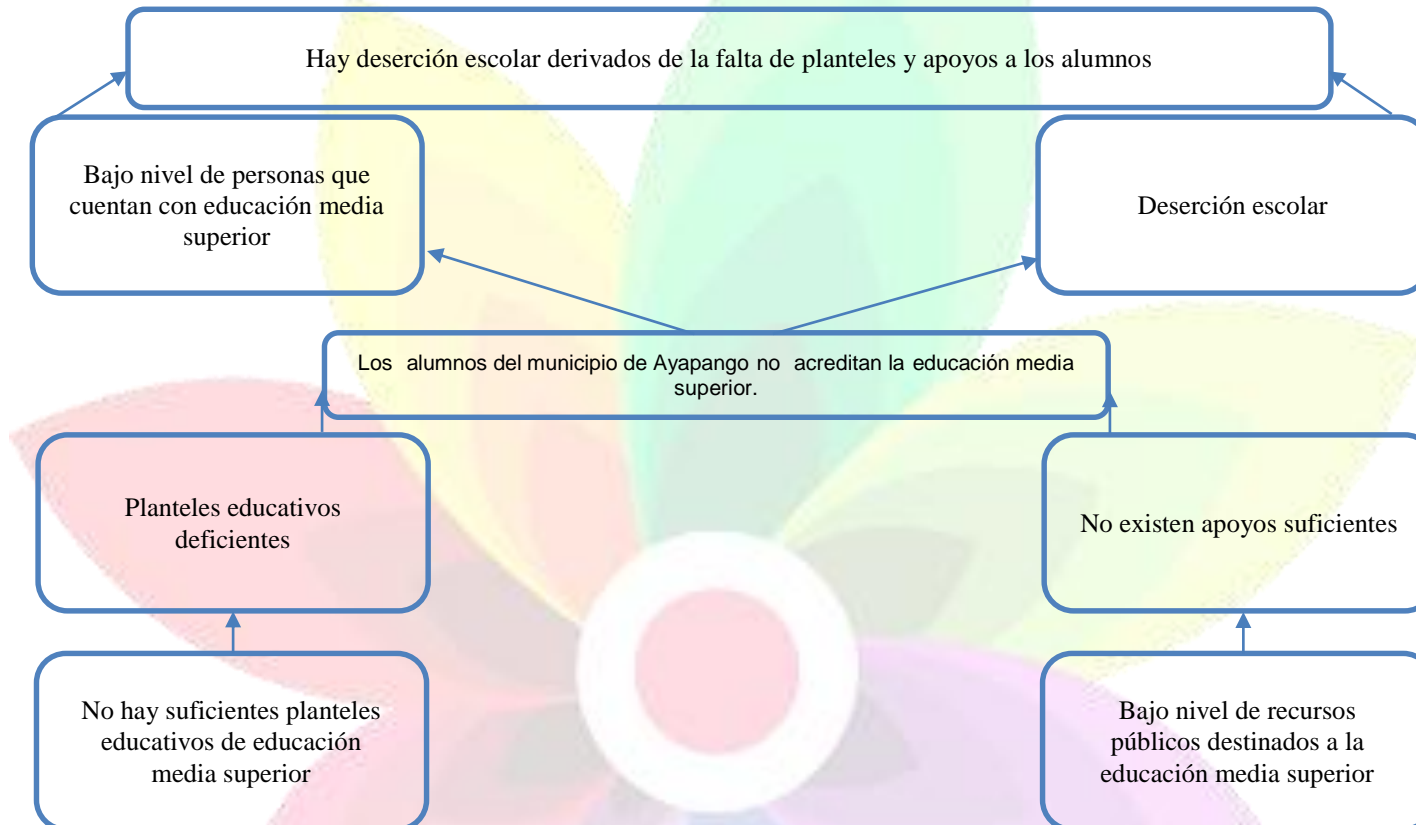 Hay deserción escolar derivados de la falta de planteles y apoyos a los alumnos
Bajo nivel de personas que
cuentan con educación media
superior
Deserción escolar
Los alumnos del municipio de Ayapango no acreditan la educación media
superior.
Planteles educativos
deficientes
No existen apoyos suficientes
No hay suficientes planteles
educativos de educación
media superior
Bajo nivel de recursos
públicos destinados a la
educación media superior